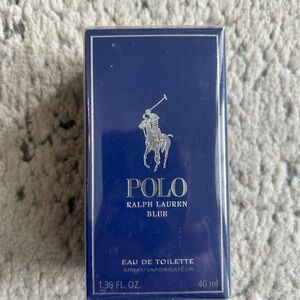 POLO
RALPH LAUREN
BLUE
EAU DE TOILETTE
SPRAY/VAPORISATEUR
1.36 FL. OZ. 40 ml